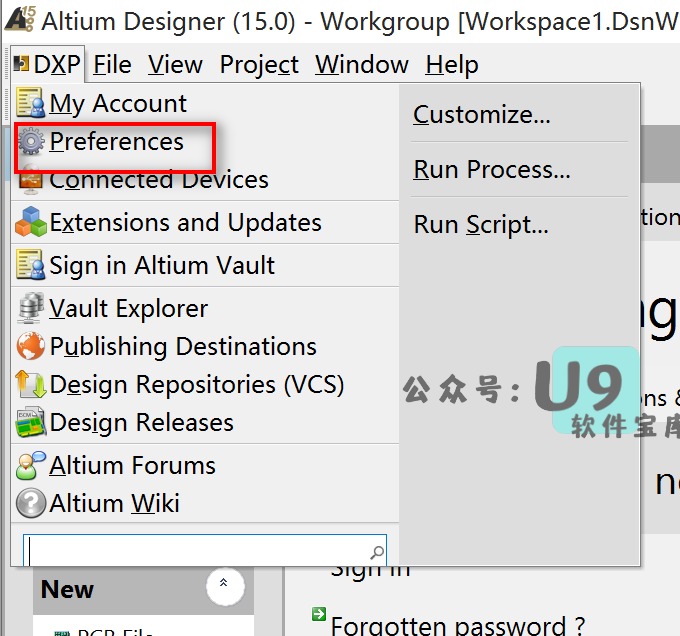 Altium Designer (15.0) - Workgroup [Workspace1.DsnW
DXP File View Project Window Help
My Account
Preferences
Connected Devices
Extensions and Updates
Sign in Altium Vault
Vault Explorer
Publishing Destinations
Design Repositories (VCS)
Design Releases
Altium Forums
Altium Wiki
Customize...
Run Process...
Run Script...
公众号：U9
软件宝库
New
PCB File
Sign in
Forgotten password ?